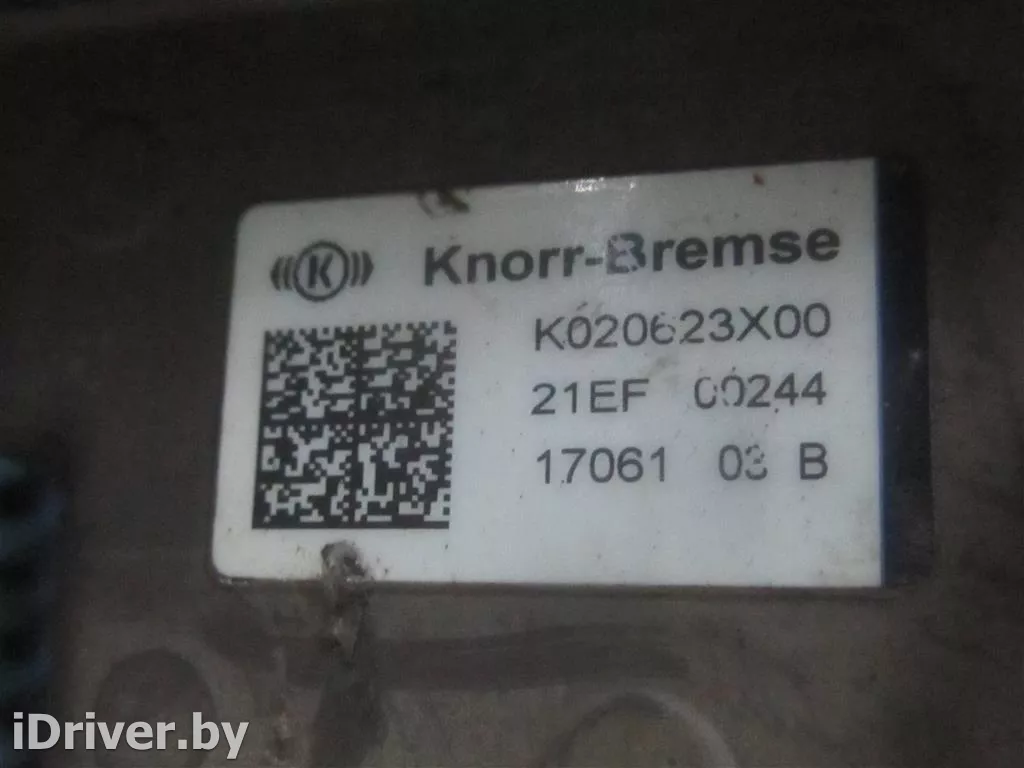 K Knorr-Bremse
K020623X00
21EF 00244
17061 03 B
iDriver.by